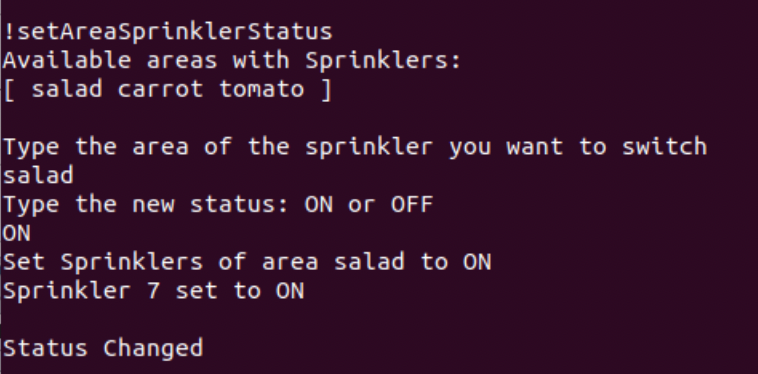 !setAreaSprinklerStatus
Available areas with Sprinklers:
[ salad carrot tomato ]
Type the area of the sprinkler you want to switch
salad
Type the new status: ON or OFF
ON
Set Sprinklers of area salad to ON
Sprinkler 7 set to ON
Status Changed